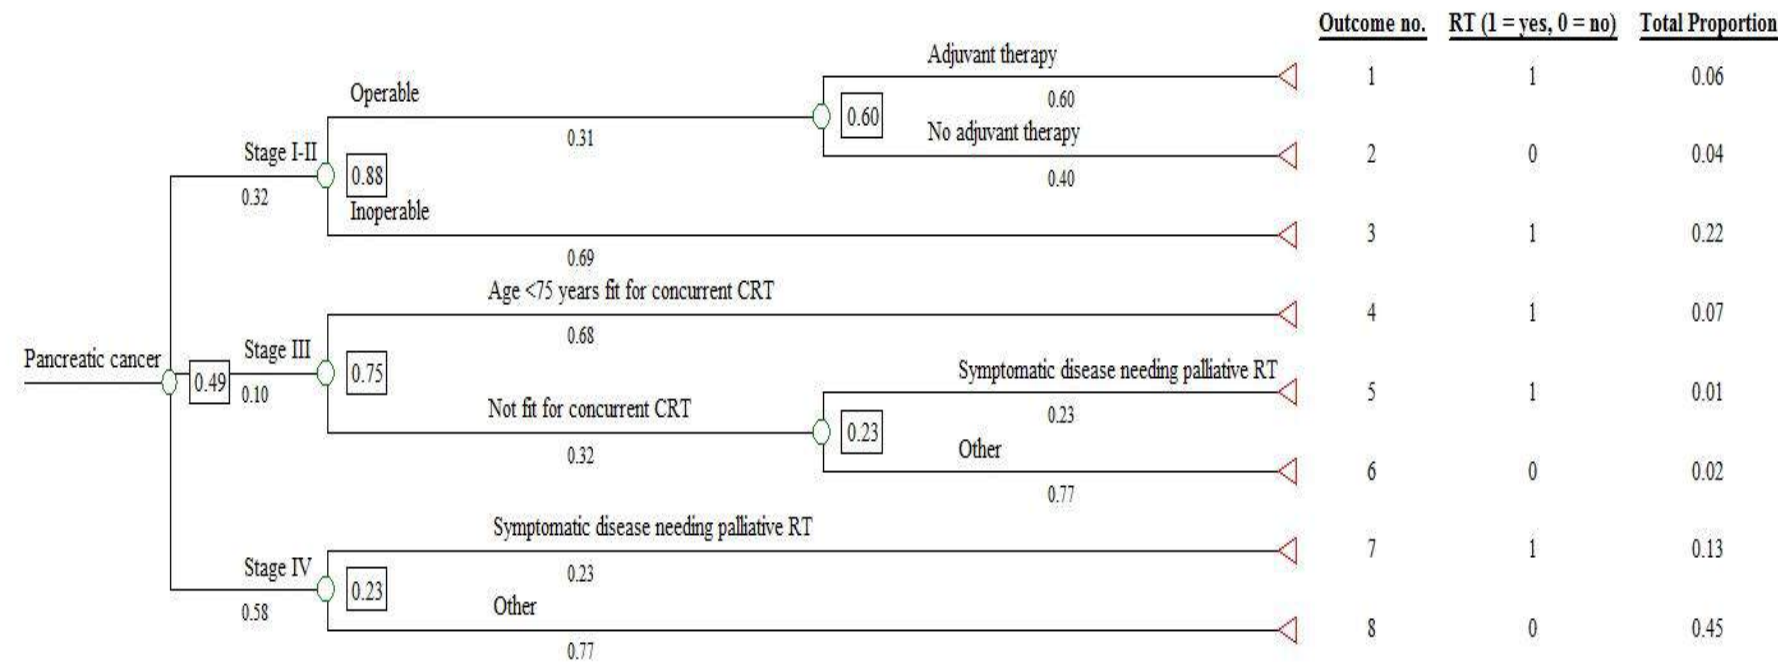 Outcome no. RT (1 = yes, 0 = no) Total Proportion
Adjuvant therapy
1 1 0.06
Operable
0.60
0.60
0.31
No adjuvant therapy
Stage I-II
2 0 0.04
0.88
0.40
0.32
Inoperable
3 1 0.22
0.69
Age <75 years fit for concurrent CRT
4 1 0.07
0.68
Stage III
Pancreatic cancer
0.49
0.75
Symptomatic disease needing palliative RT
0.10
5 1 0.01
Not fit for concurrent CRT
0.23
0.23
0.32
Other
6 0 0.02
0.77
Symptomatic disease needing palliative RT
7 1 0.13
Stage IV
0.23
0.23
0.58
Other
8 0 0.45
0.77